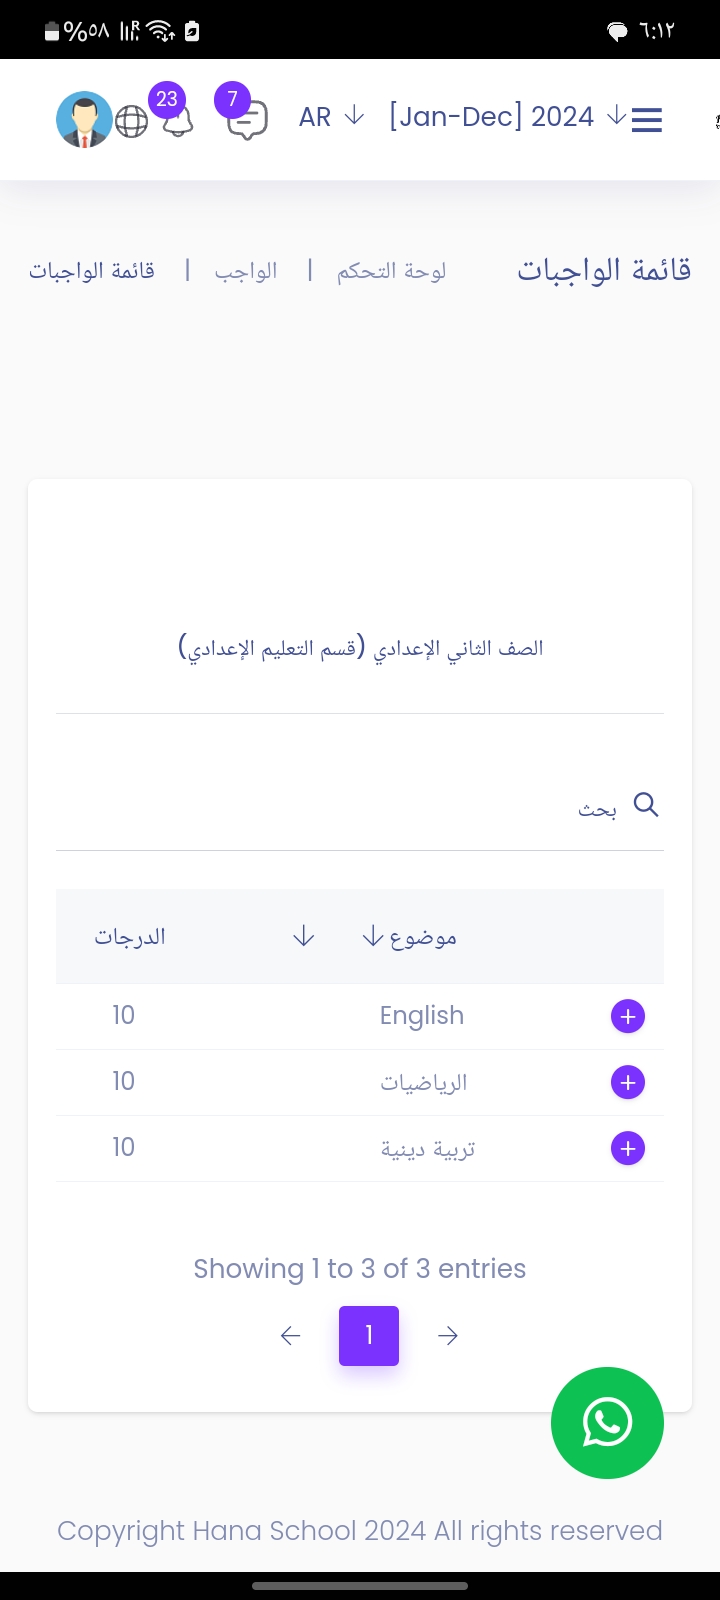 ٦:١٢
%٥٨
23
7
AR
[Jan-Dec] 2024
قائمة الواجبات
لوحة التحكم | الواجب | قائمة الواجبات
الصف الثاني الإعدادي (قسم التعليم الإعدادي)
بحث
موضوع الدرجات
English 10
الرياضيات 10
تربية دينية 10
Showing 1 to 3 of 3 entries
1
Copyright Hana School 2024 All rights reserved